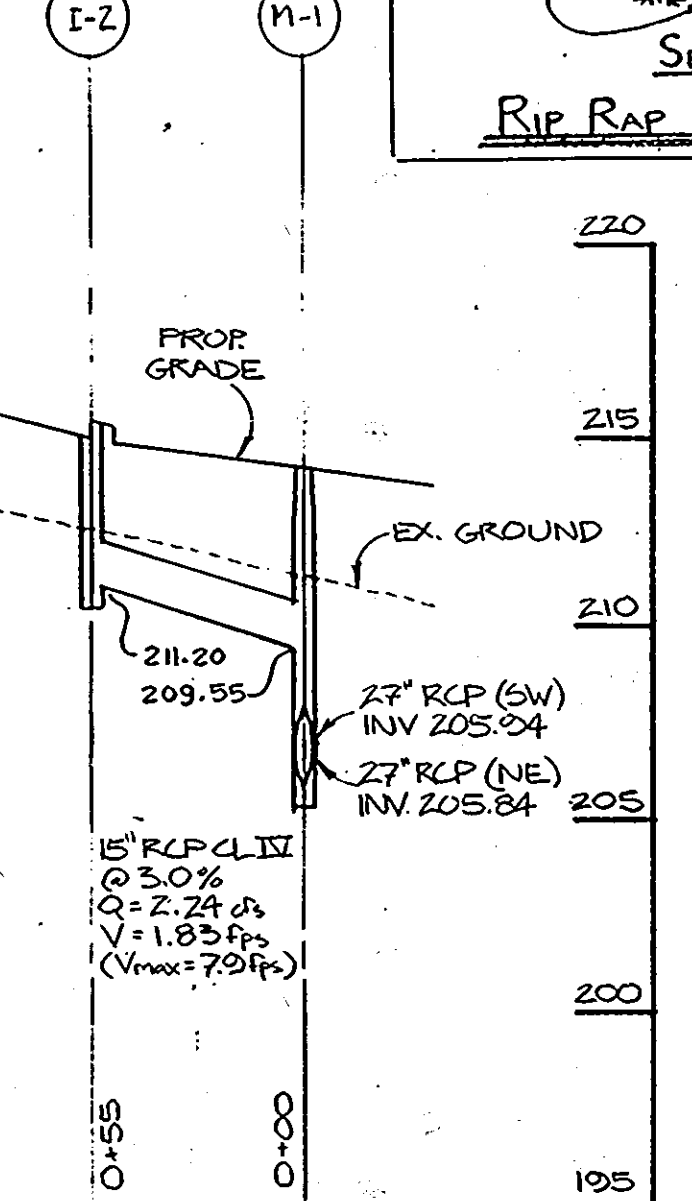 I-2
M-1
RIP RAP
220
PROP.
GRADE
215
EX. GROUND
210
211.20
209.55
27" RCP (SW)
INV 205.94
27" RCP (NE)
INV. 205.84
205
15" RCP CL IV
@ 3.0%
Q = 2.24 cfs
V = 1.83 fps
(Vmax = 7.9 fps)
200
0+55
0+00
195